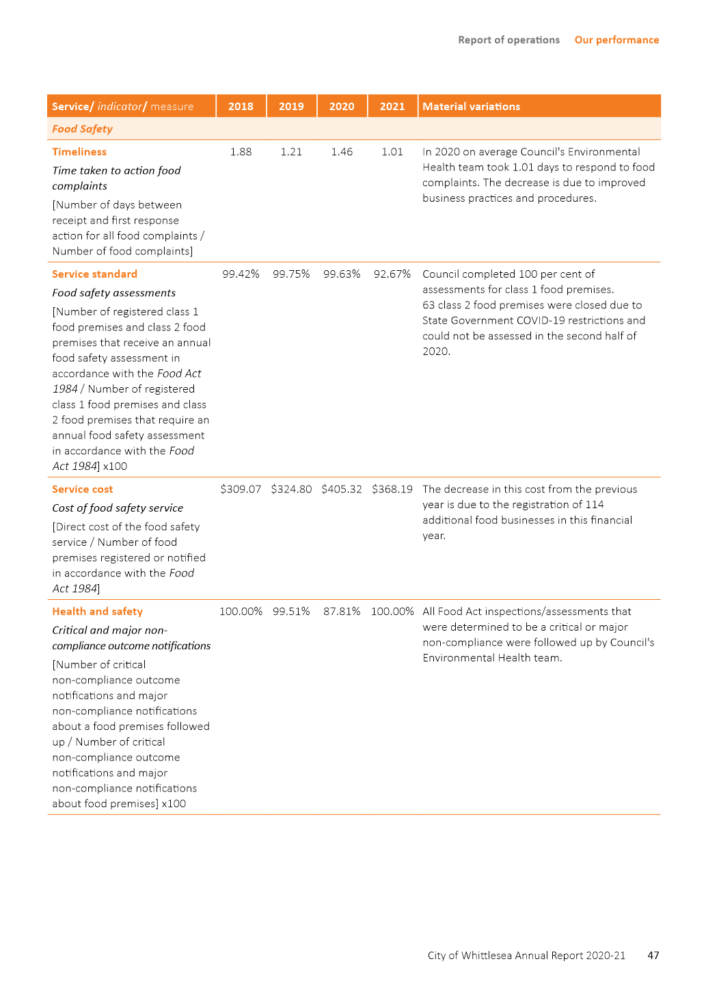 Report of operations Our performance
Service/ indicator/ measure 2018 2019 2020 2021 Material variations
Food Safety
Timeliness 1.88 1.21 1.46 1.01 In 2020 on average Council's Environmental
Health team took 1.01 days to respond to food
complaints. The decrease is due to improved
business practices and procedures.
Time taken to action food
complaints
[Number of days between
receipt and first response
action for all food complaints /
Number of food complaints]
Service standard 99.42% 99.75% 99.63% 92.67% Council completed 100 per cent of
assessments for class 1 food premises.
63 class 2 food premises were closed due to
State Government COVID-19 restrictions and
could not be assessed in the second half of
2020.
Food safety assessments
[Number of registered class 1
food premises and class 2 food
premises that receive an annual
food safety assessment in
accordance with the Food Act
1984 / Number of registered
class 1 food premises and class
2 food premises that require an
annual food safety assessment
in accordance with the Food
Act 1984] x100
Service cost $309.07 $324.80 $405.32 $368.19 The decrease in this cost from the previous
year is due to the registration of 114
additional food businesses in this financial
year.
Cost of food safety service
[Direct cost of the food safety
service / Number of food
premises registered or notified
in accordance with the Food
Act 1984]
Health and safety 100.00% 99.51% 87.81% 100.00% All Food Act inspections/assessments that
were determined to be a critical or major
non-compliance were followed up by Council's
Environmental Health team.
Critical and major non-
compliance outcome notifications
[Number of critical
non-compliance outcome
notifications and major
non-compliance notifications
about a food premises followed
up / Number of critical
non-compliance outcome
notifications and major
non-compliance notifications
about food premises] x100
City of Whittlesea Annual Report 2020-21 47